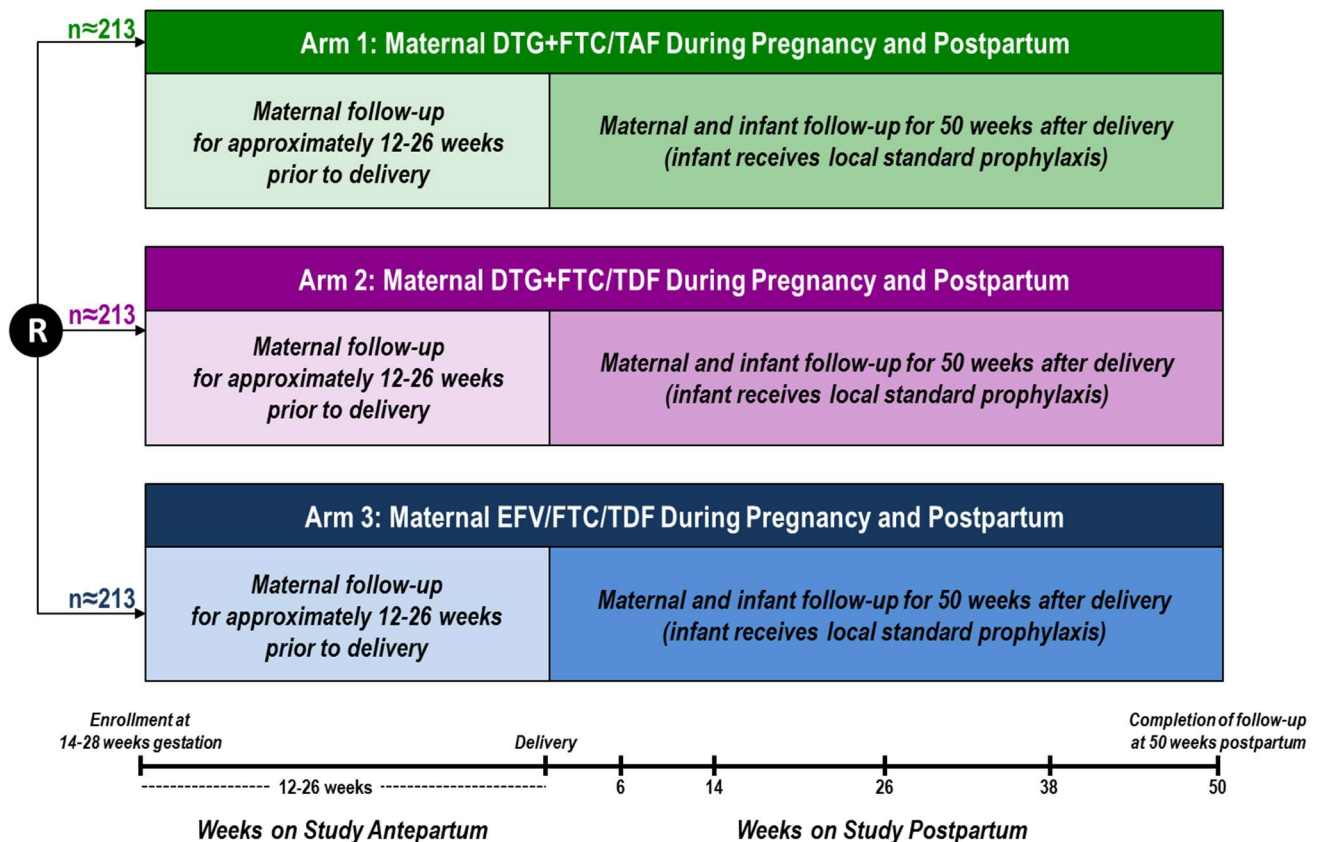 n≈213
Arm 1: Maternal DTG+FTC/TAF During Pregnancy and Postpartum
Maternal follow-up
for approximately 12-26 weeks
prior to delivery
Maternal and infant follow-up for 50 weeks after delivery
(infant receives local standard prophylaxis)
R
n≈213
Arm 2: Maternal DTG+FTC/TDF During Pregnancy and Postpartum
Maternal follow-up
for approximately 12-26 weeks
prior to delivery
Maternal and infant follow-up for 50 weeks after delivery
(infant receives local standard prophylaxis)
n≈213
Arm 3: Maternal EFV/FTC/TDF During Pregnancy and Postpartum
Maternal follow-up
for approximately 12-26 weeks
prior to delivery
Maternal and infant follow-up for 50 weeks after delivery
(infant receives local standard prophylaxis)
Enrollment at
14-28 weeks gestation
Delivery
Completion of follow-up
at 50 weeks postpartum
12-26 weeks
6 14 26 38 50
Weeks on Study Antepartum
Weeks on Study Postpartum